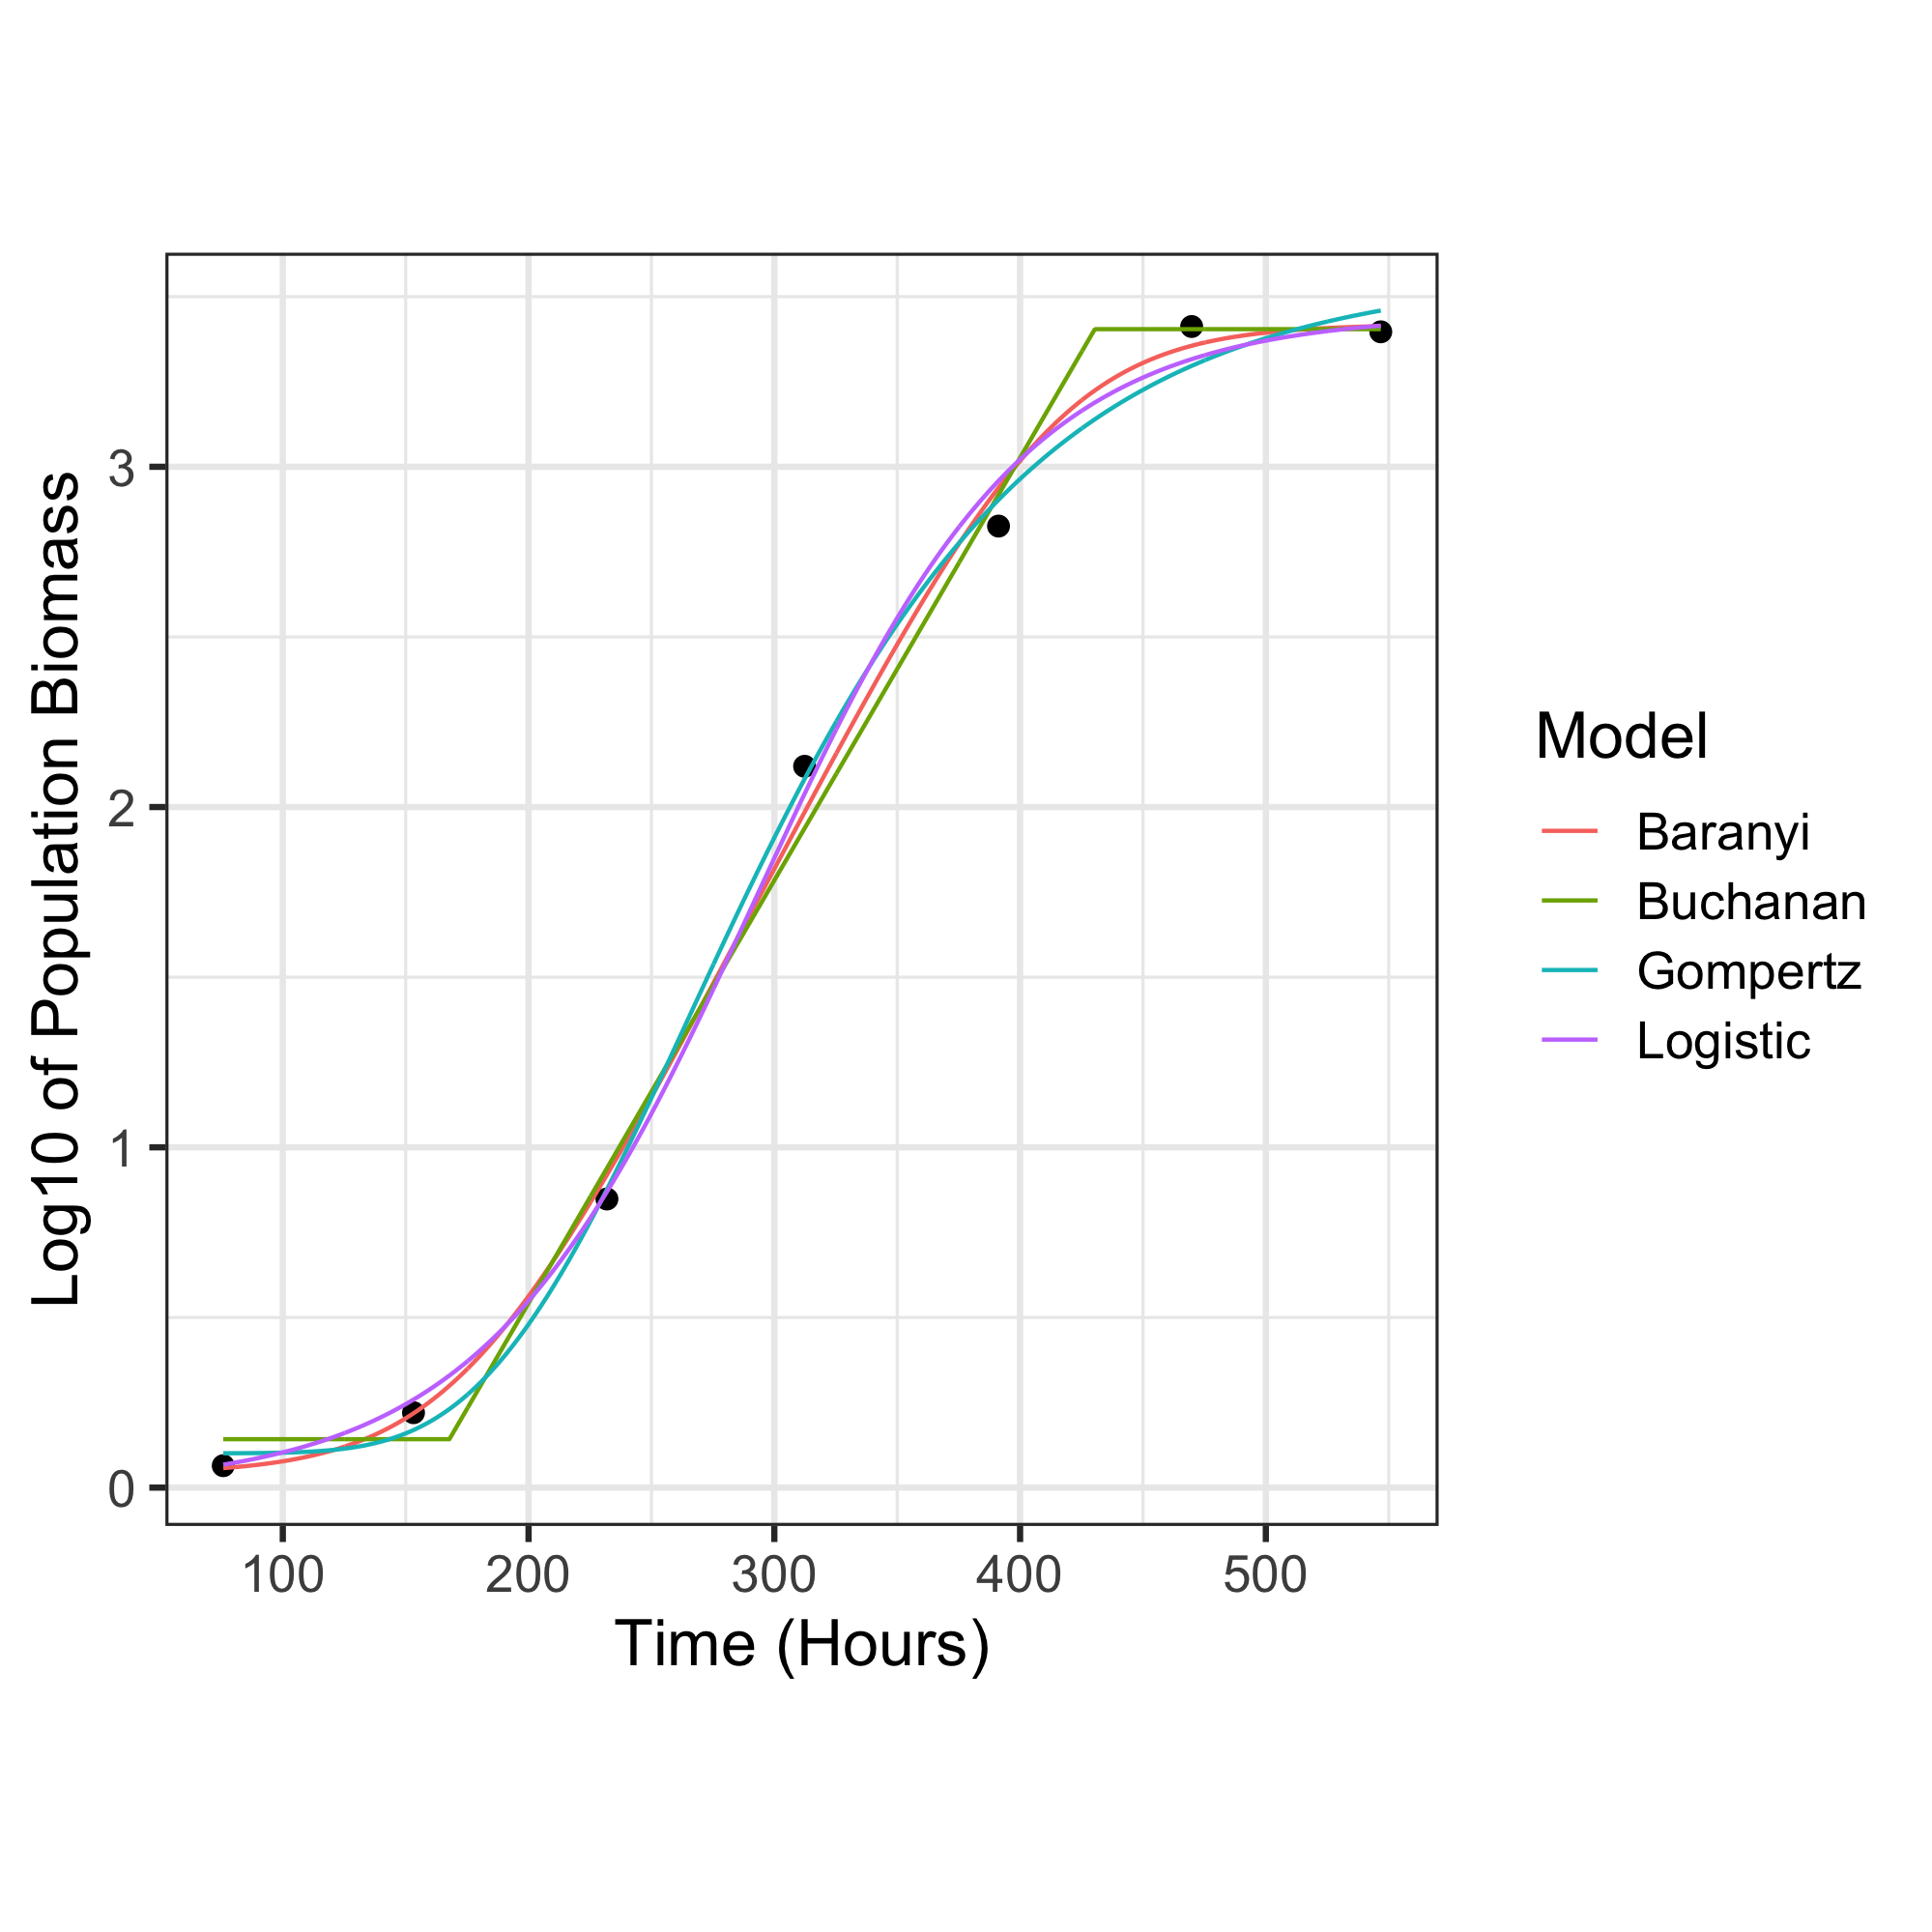 Log10 of Population Biomass
3
2
1
0
100 200 300 400 500
Time (Hours)
Model
Baranyi
Buchanan
Gompertz
Logistic